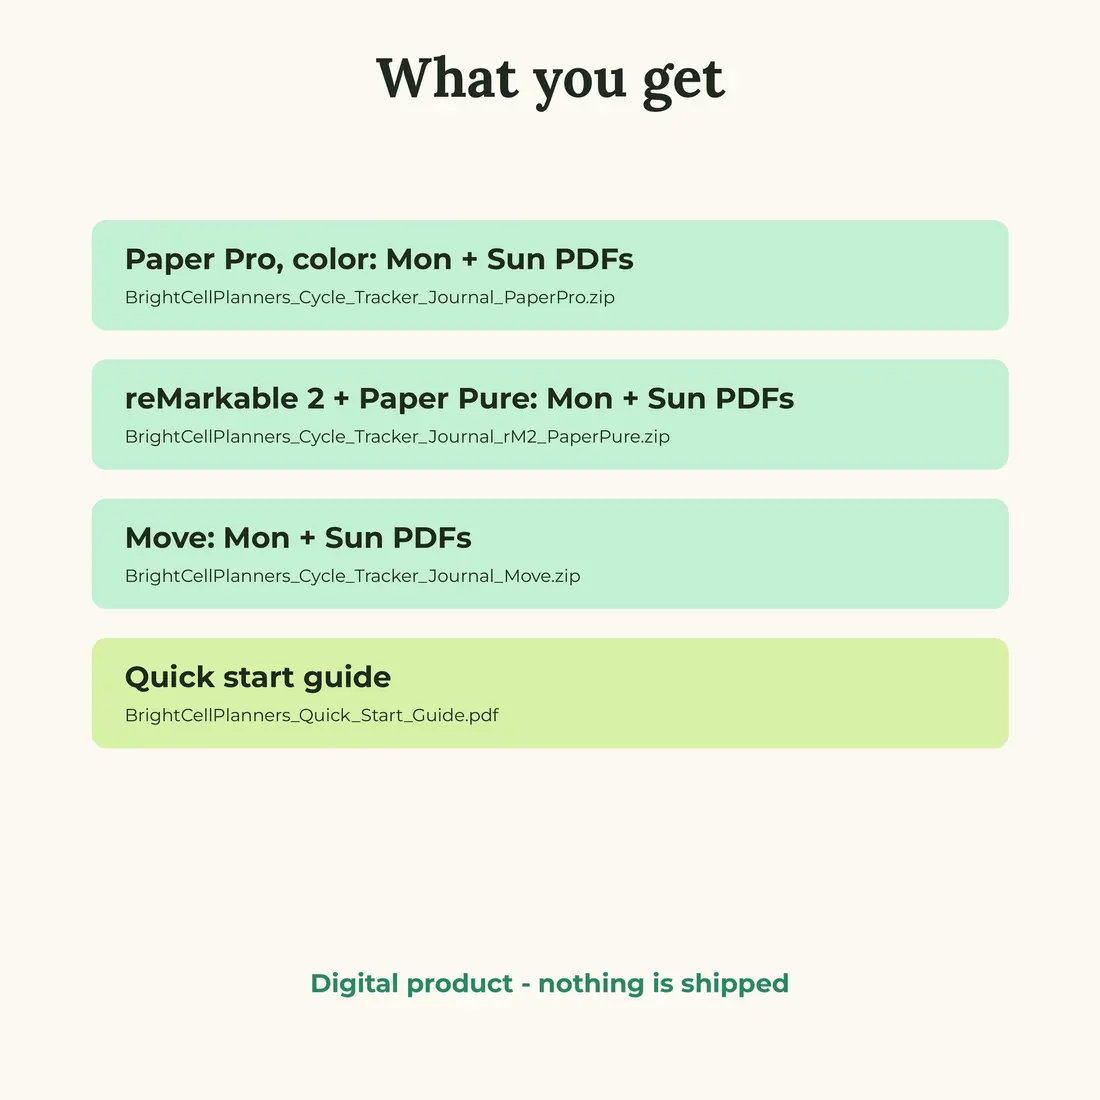 What you get
Paper Pro, color: Mon + Sun PDFs
BrightCellPlanners_Cycle_Tracker_Journal_PaperPro.zip
reMarkable 2 + Paper Pure: Mon + Sun PDFs
BrightCellPlanners_Cycle_Tracker_Journal_rM2_PaperPure.zip
Move: Mon + Sun PDFs
BrightCellPlanners_Cycle_Tracker_Journal_Move.zip
Quick start guide
BrightCellPlanners_Quick_Start_Guide.pdf
Digital product - nothing is shipped